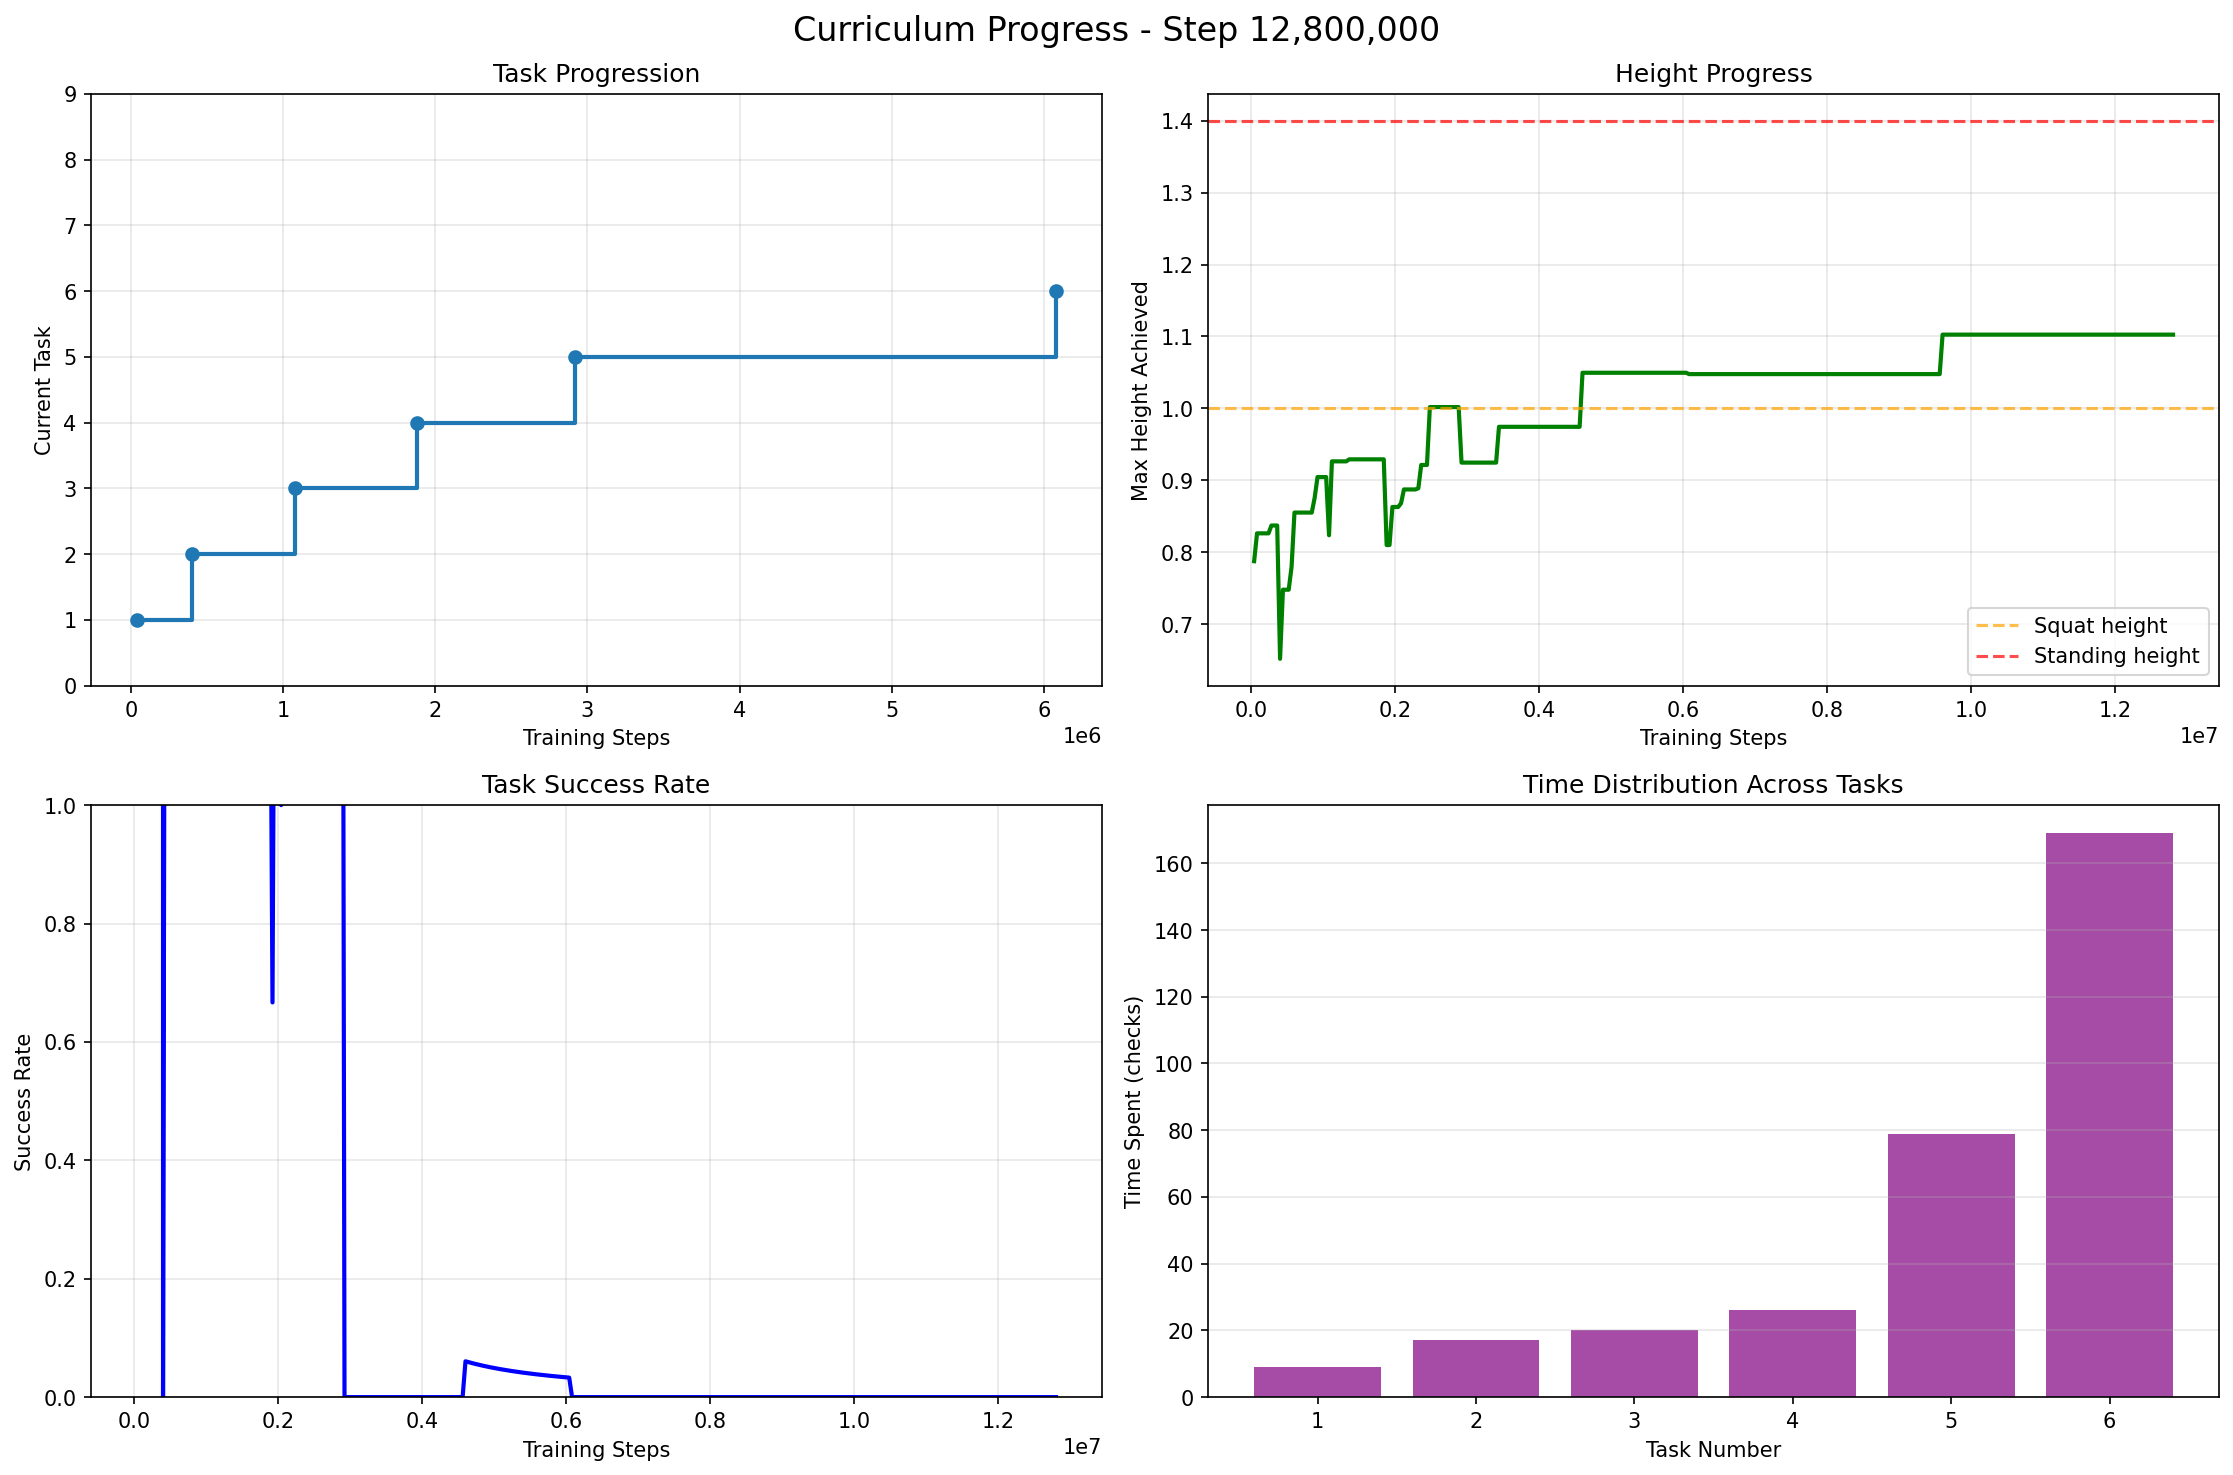 Curriculum Progress - Step 12,800,000
Task Progression
Current Task
9
8
7
6
5
4
3
2
1
0
0 1 2 3 4 5 6
1e6
Training Steps
Height Progress
Max Height Achieved
1.4
1.3
1.2
1.1
1.0
0.9
0.8
0.7
Squat height
Standing height
0.0 0.2 0.4 0.6 0.8 1.0 1.2
1e7
Training Steps
Task Success Rate
Success Rate
1.0
0.8
0.6
0.4
0.2
0.0
0.0 0.2 0.4 0.6 0.8 1.0 1.2
1e7
Training Steps
Time Distribution Across Tasks
Time Spent (checks)
160
140
120
100
80
60
40
20
0
1 2 3 4 5 6
Task Number